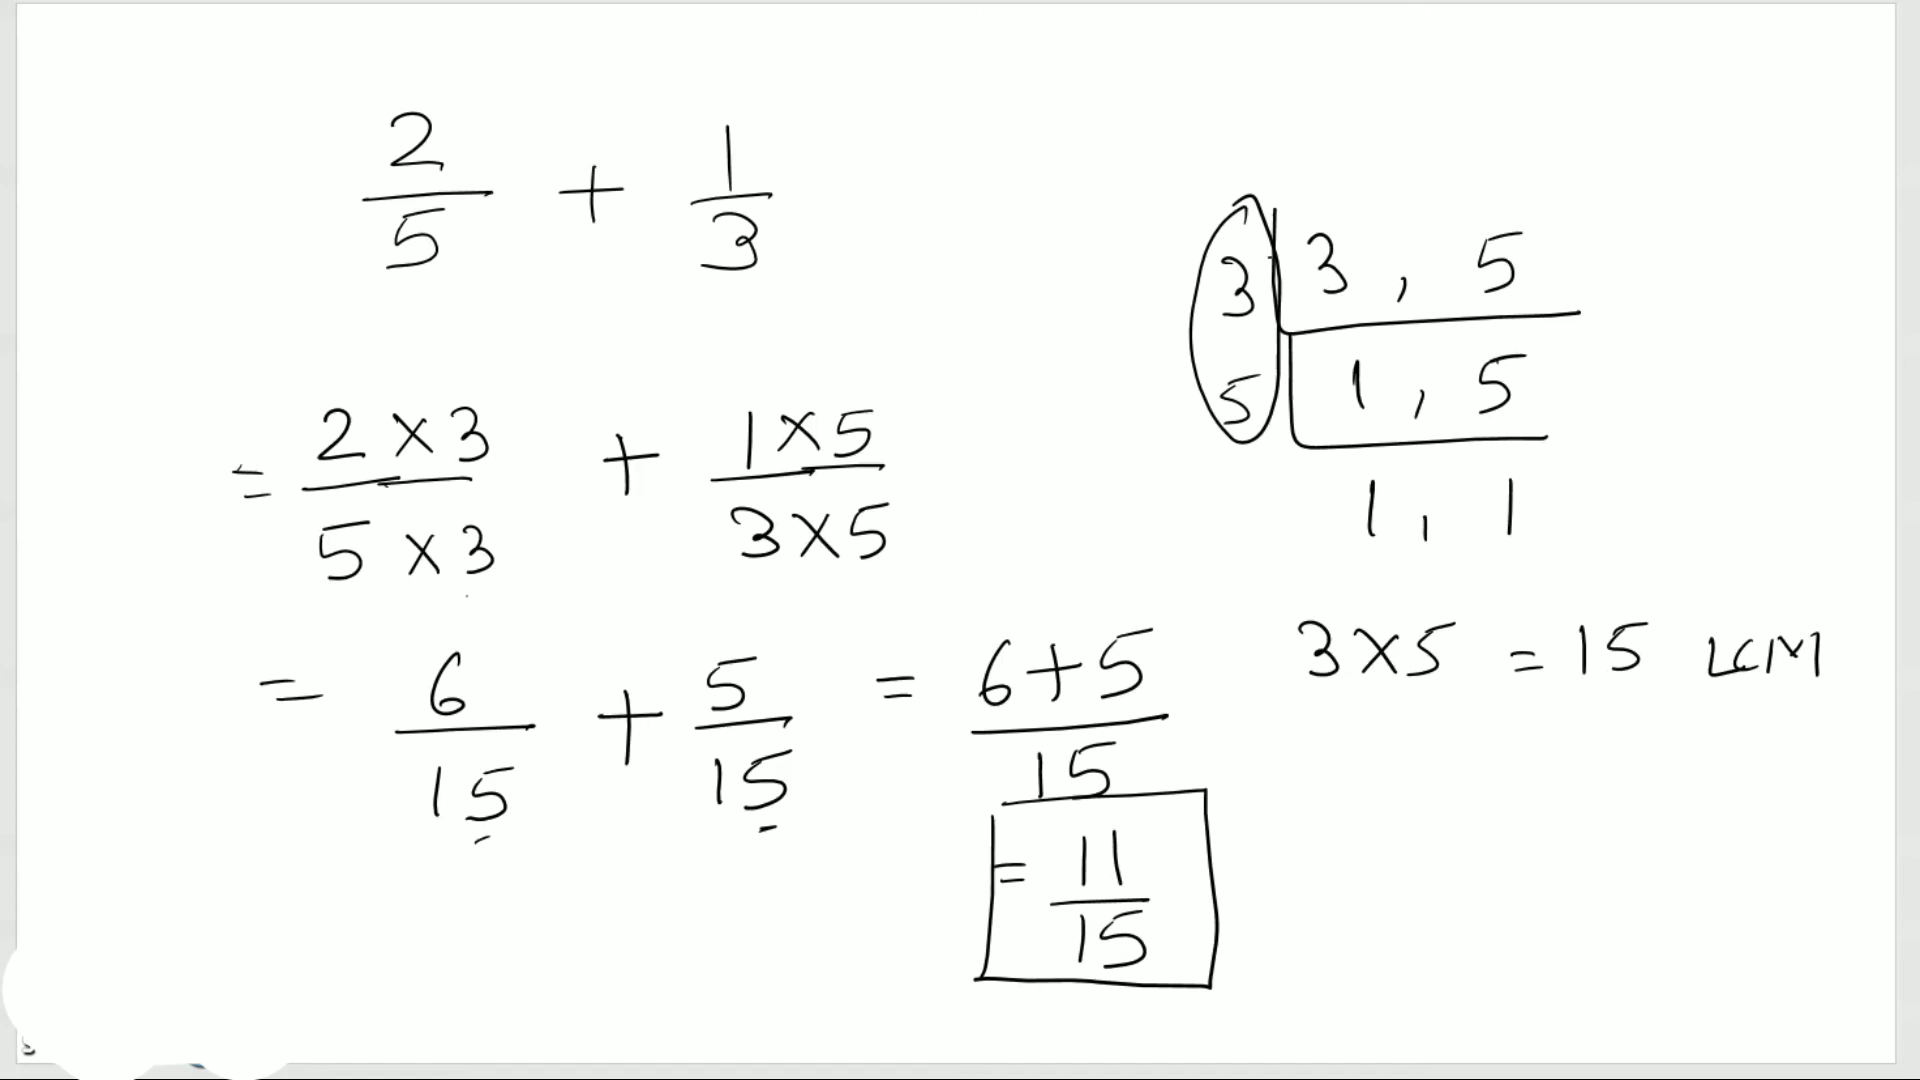 2/5 + 1/3
= 2×3/5×3 + 1×5/3×5
= 6/15 + 5/15 = 6+5/15
= 11/15
3 | 3 , 5
5 | 1 , 5
1 , 1
3×5 = 15 LCM